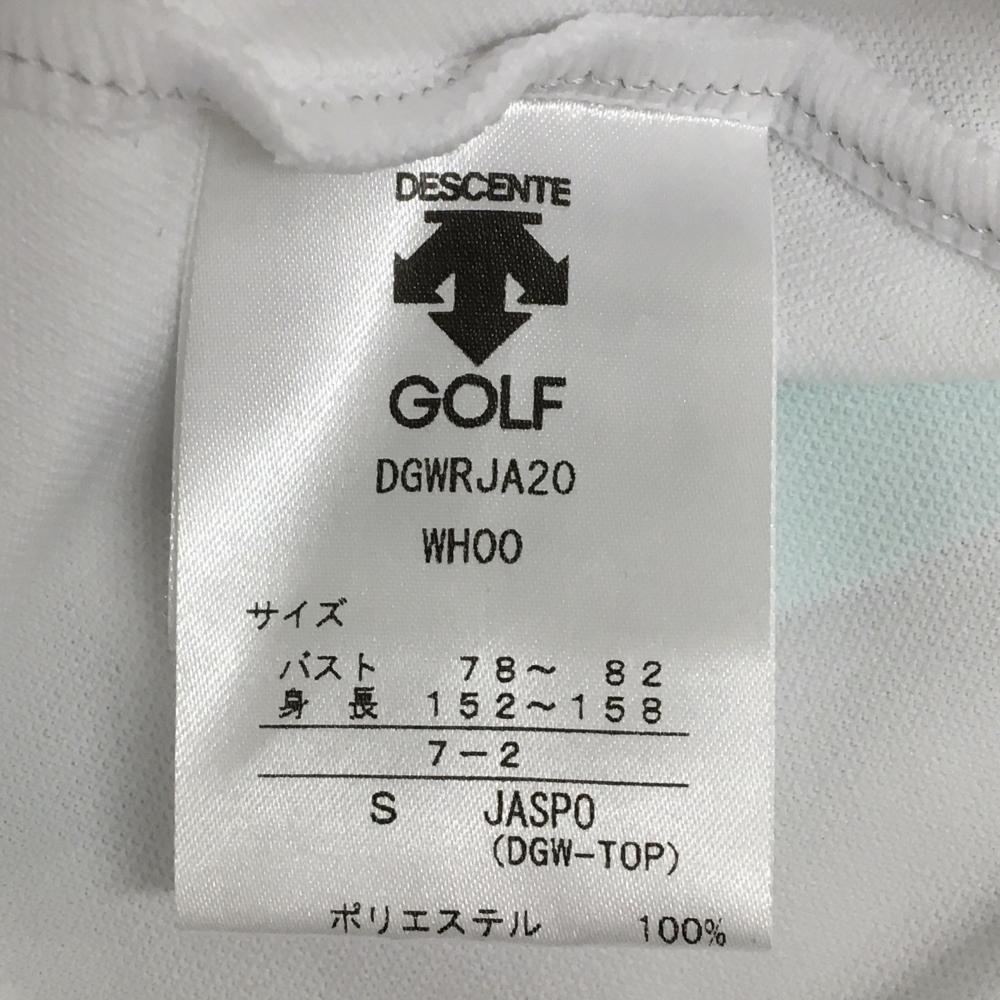 DESCENTE
GOLF
DGWRJA20
WH00
サイズ
バスト 78〜 82
身 長 152〜158
7－2
S JASPO
(DGW-TOP)
ポリエステル 100%